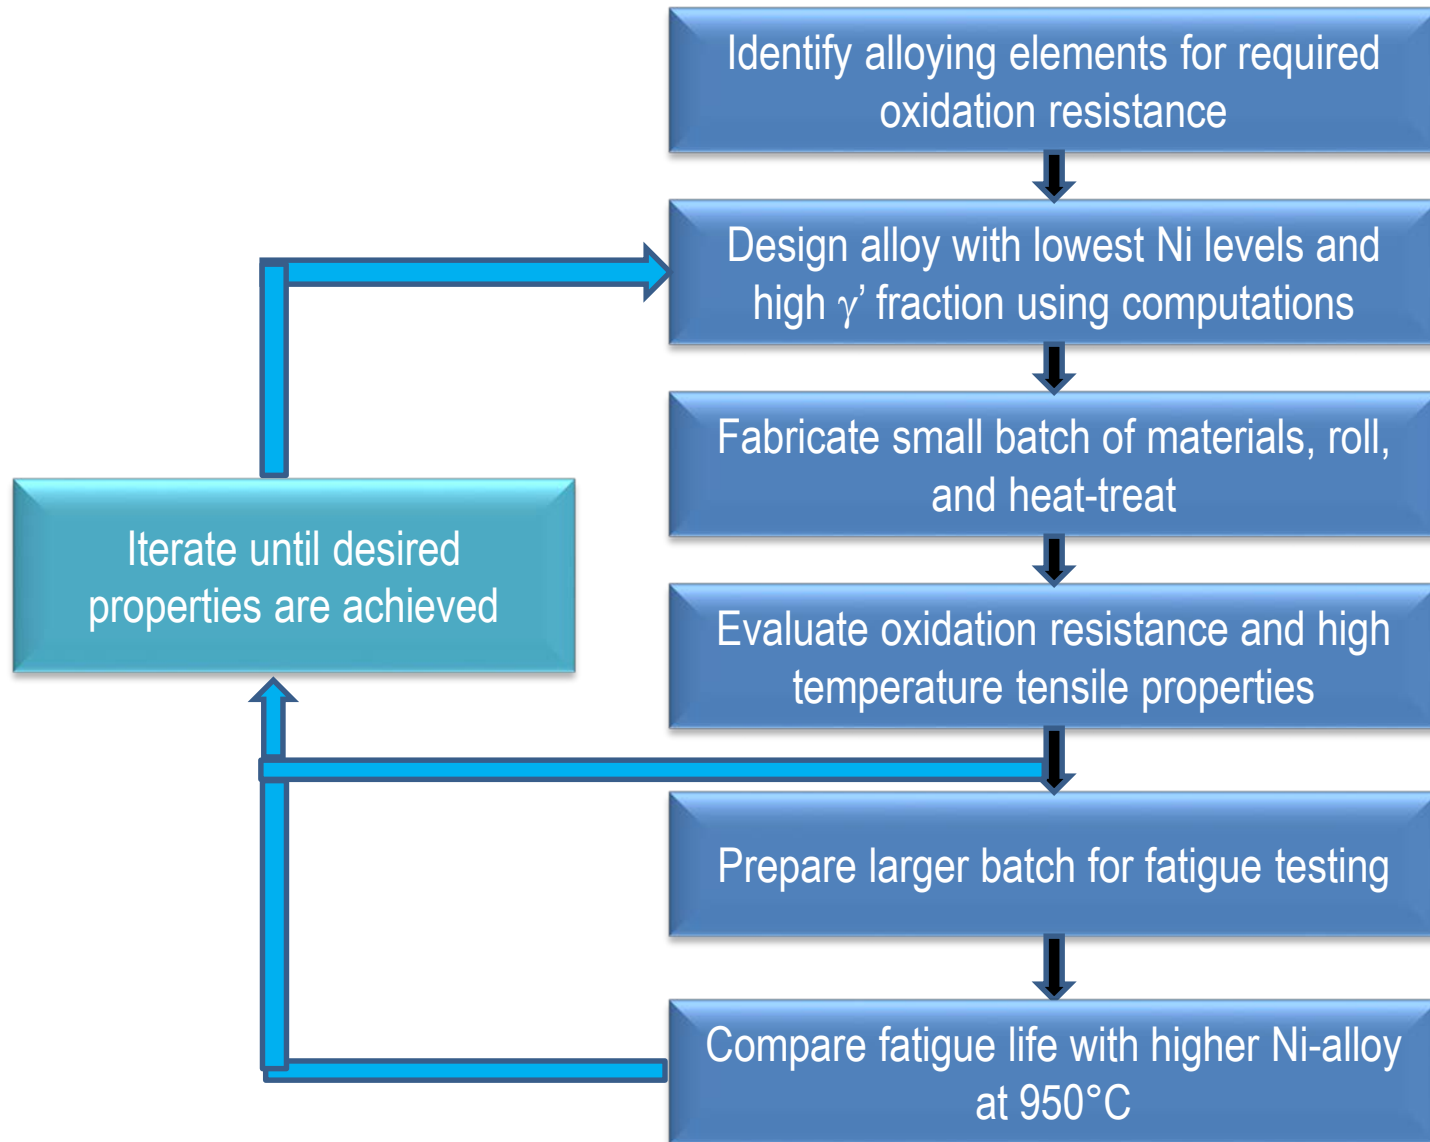 Identify alloying elements for required
oxidation resistance
Design alloy with lowest Ni levels and
high γ’ fraction using computations
Fabricate small batch of materials, roll,
and heat-treat
Iterate until desired
properties are achieved
Evaluate oxidation resistance and high
temperature tensile properties
Prepare larger batch for fatigue testing
Compare fatigue life with higher Ni-alloy
at 950°C